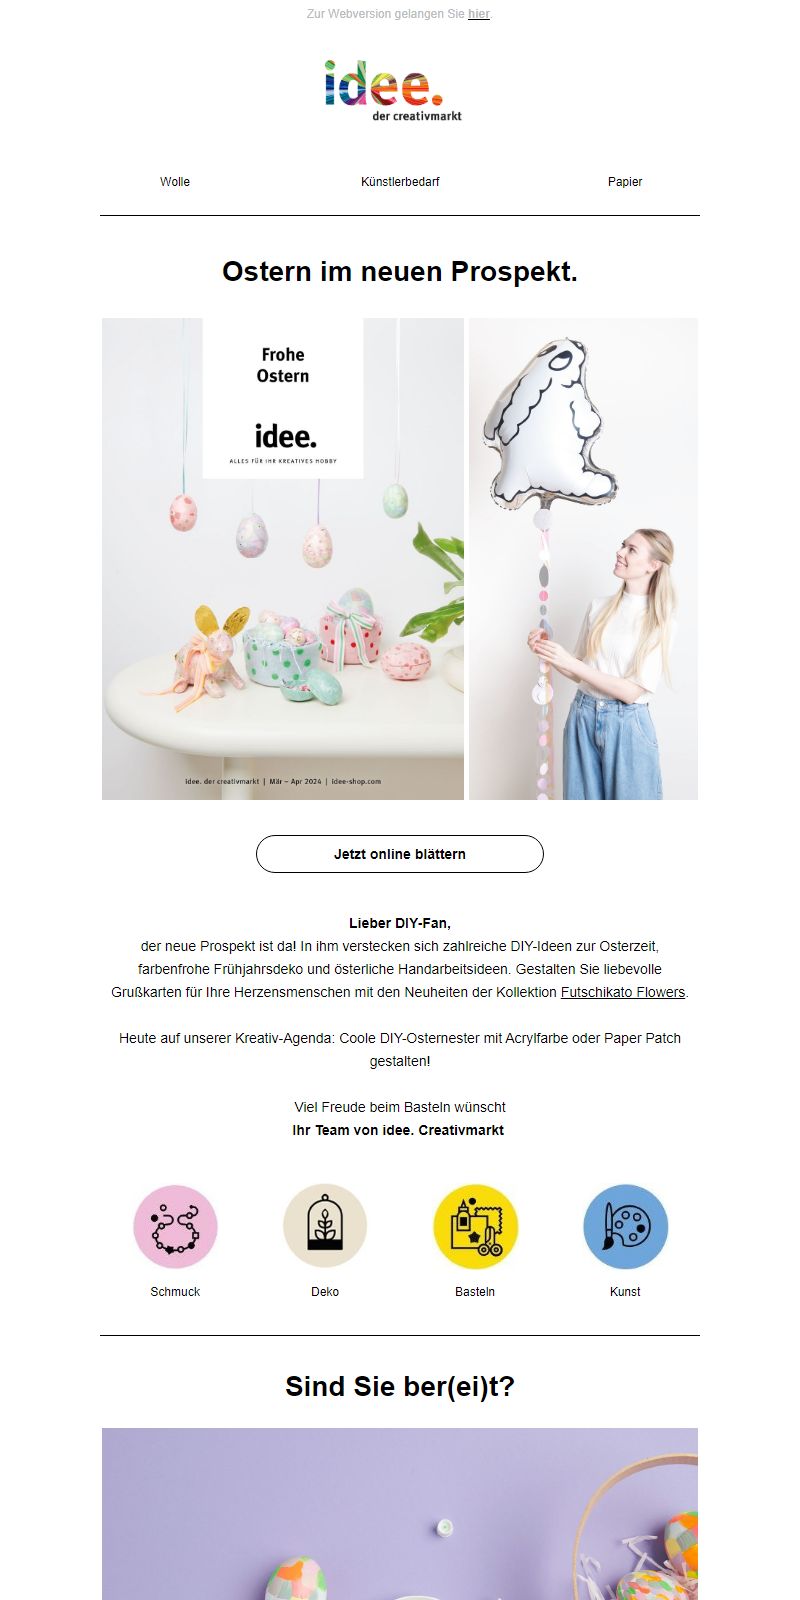 Zur Webversion gelangen Sie hier.
idee.
der creativmarkt
Wolle
Künstlerbedarf
Papier
Ostern im neuen Prospekt.
Frohe
Ostern
idee.
ALLES FÜR IHR KREATIVES HOBBY
idee. der creativmarkt | Mär – Apr 2024 | idee-shop.com
Jetzt online blättern
Lieber DIY-Fan,
der neue Prospekt ist da! In ihm verstecken sich zahlreiche DIY-Ideen zur Osterzeit,
farbenfrohe Frühjahrsdeko und österliche Handarbeitsideen. Gestalten Sie liebevolle
Grußkarten für Ihre Herzensmenschen mit den Neuheiten der Kollektion Futschikato Flowers.
Heute auf unserer Kreativ-Agenda: Coole DIY-Osternester mit Acrylfarbe oder Paper Patch
gestalten!
Viel Freude beim Basteln wünscht
Ihr Team von idee. Creativmarkt
Schmuck
Deko
Basteln
Kunst
Sind Sie ber(ei)t?